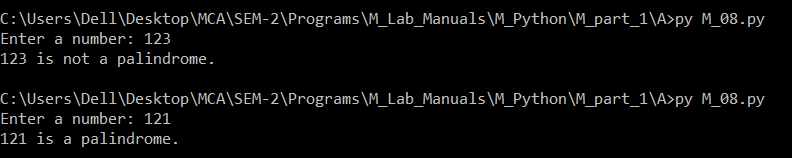 C:\Users\Dell\Desktop\MCA\SEM-2\Programs\M_Lab_Manuals\M_Python\M_part_1\A>py M_08.py
Enter a number: 123
123 is not a palindrome.
C:\Users\Dell\Desktop\MCA\SEM-2\Programs\M_Lab_Manuals\M_Python\M_part_1\A>py M_08.py
Enter a number: 121
121 is a palindrome.